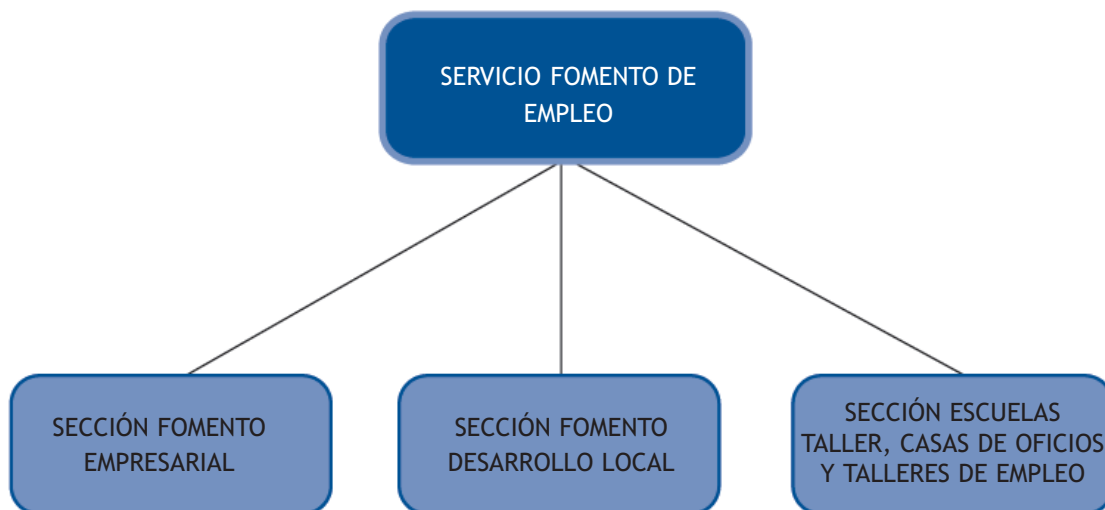 SERVICIO FOMENTO DE
EMPLEO
SECCIÓN FOMENTO
EMPRESARIAL
SECCIÓN FOMENTO
DESARROLLO LOCAL
SECCIÓN ESCUELAS
TALLER, CASAS DE OFICIOS
Y TALLERES DE EMPLEO